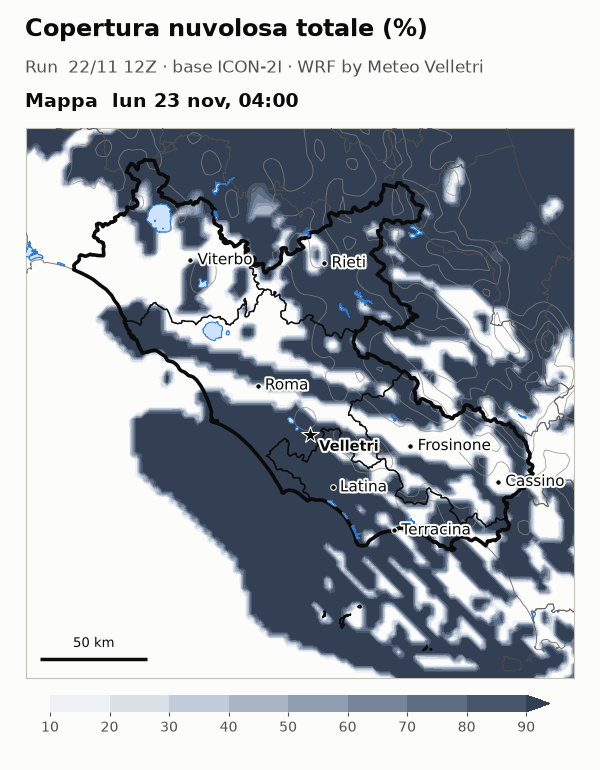 Copertura nuvolosa totale (%)
Run  22/11 12Z · base ICON-2I · WRF by Meteo Velletri
Mappa  lun 23 nov, 04:00
Viterbo
Rieti
Roma
Velletri
Frosinone
Cassino
Latina
Terracina
50 km
10 20 30 40 50 60 70 80 90